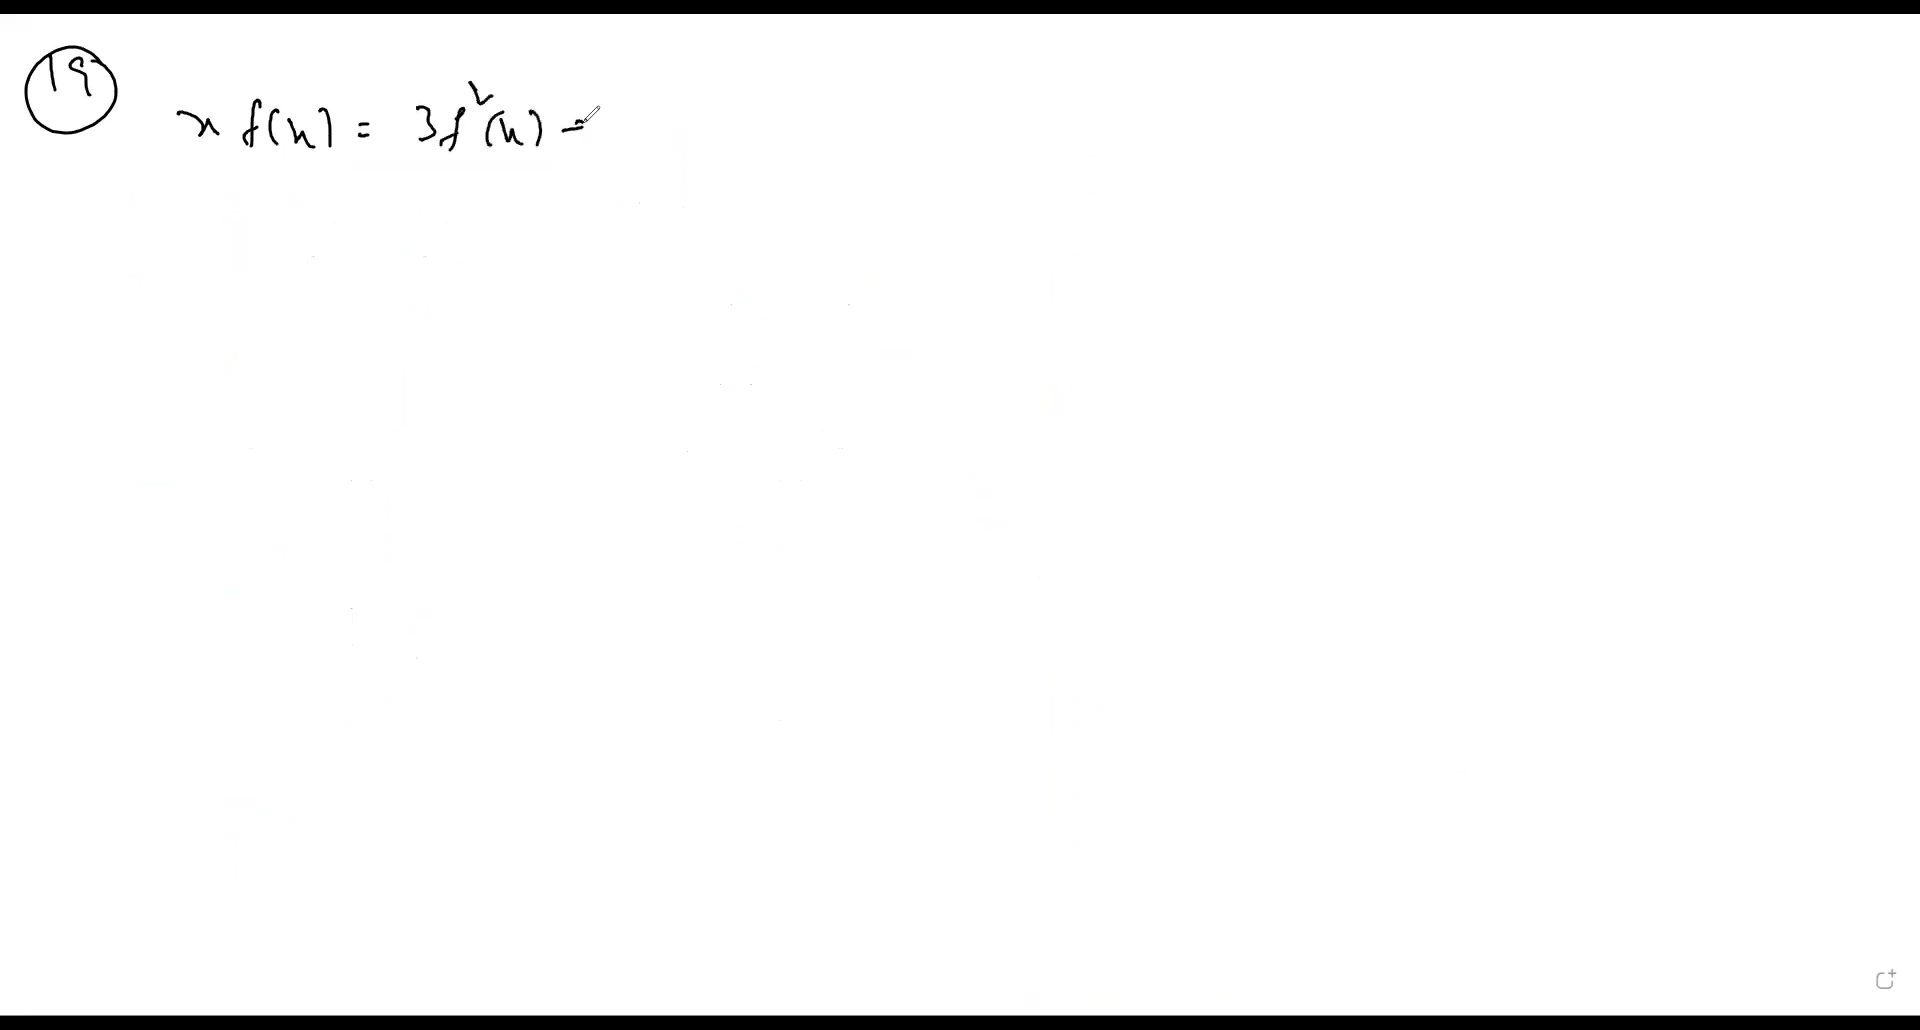 19
x f(x) = 3f²(x) -